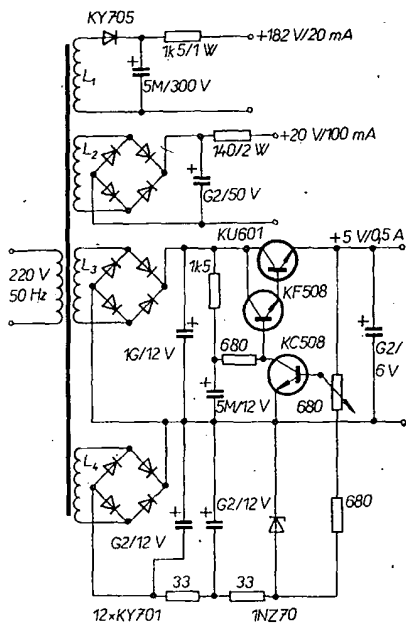 KY705
1k5/1 W
+182 V/20 mA
L1
5M/300 V
L2
140/2 W
+20 V/100 mA
G2/50 V
KU601
+5 V/0,5 A
L3
1k5
220 V
50 Hz
KF508
KC508
1G/12 V
680
G2/
6 V
5M/12 V
680
L4
G2/12 V
680
G2/12 V
33
33
12×KY701
1NZ70